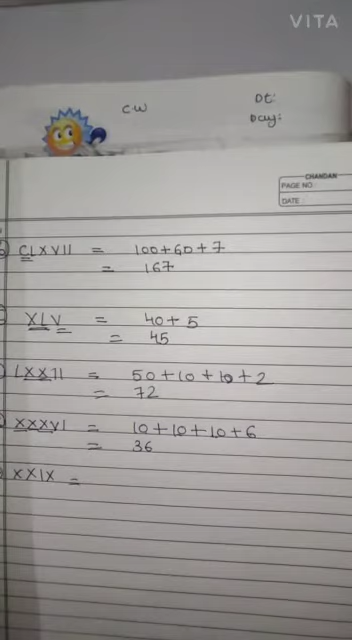 VITA
C.W
Dt:
Day:
CHANDAN
PAGE NO:
DATE:
CLXVII = 100+60+7
= 167
XLV = 40+5
= 45
LXXII = 50+10+10+2
= 72
XXXVI = 10+10+10+6
= 36
XXIX =